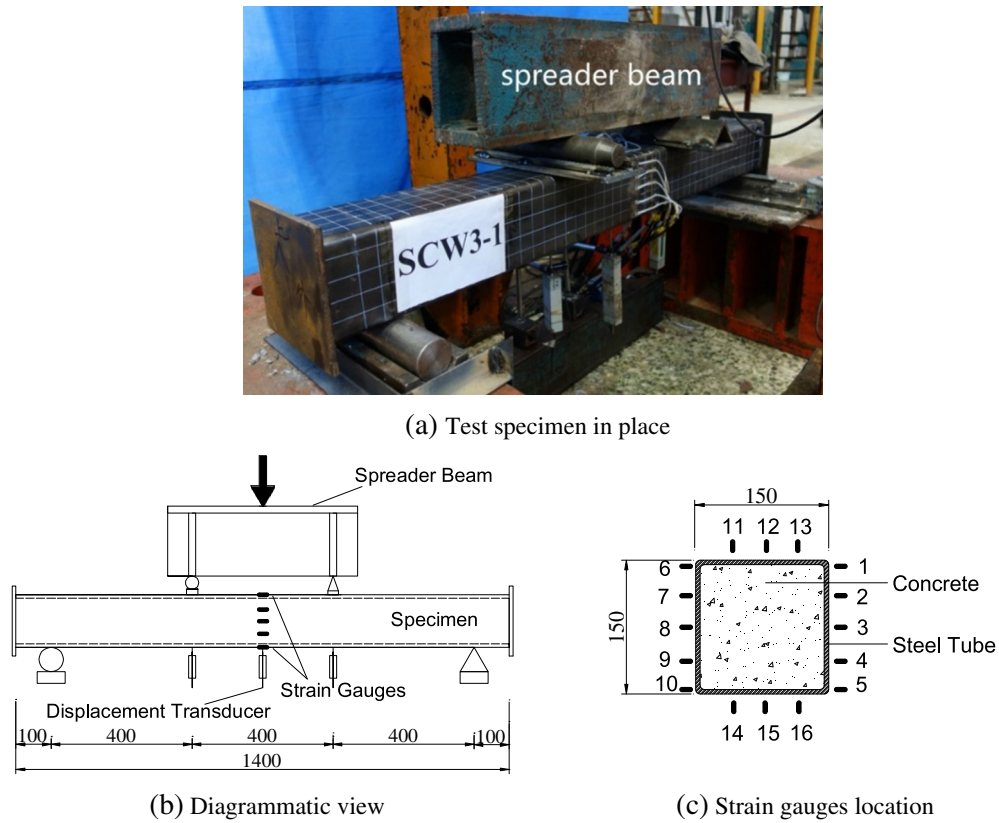 spreader beam
SCW3-1
(a) Test specimen in place
Spreader Beam
Specimen
Strain Gauges
Displacement Transducer
100 400 400 400 100
1400
(b) Diagrammatic view
150
11 12 13
6 1
7 2
8 3
9 4
10 5
14 15 16
150
Concrete
Steel Tube
(c) Strain gauges location